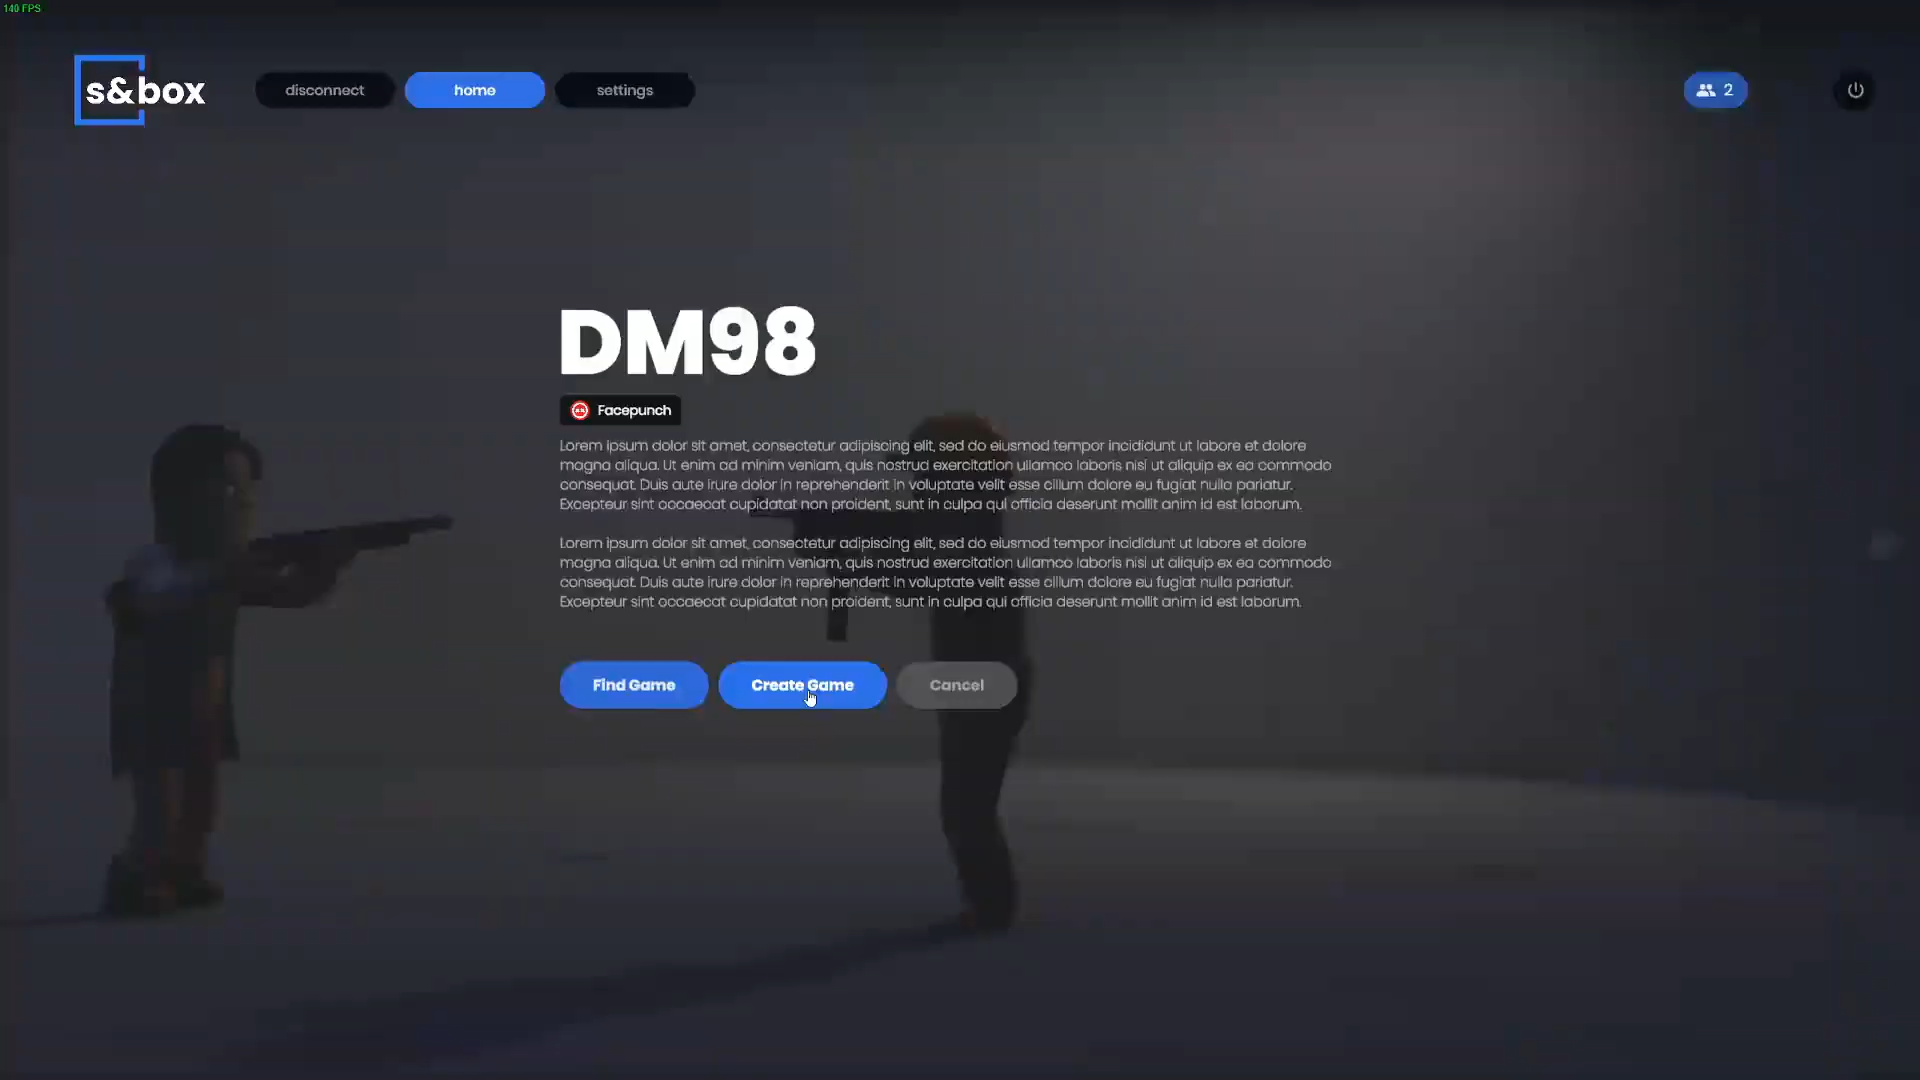 140 FPS
s&box
disconnect
home
settings
2
DM98
Facepunch
Lorem ipsum dolor sit amet, consectetur adipiscing elit, sed do eiusmod tempor incididunt ut labore et dolore
magna aliqua. Ut enim ad minim veniam, quis nostrud exercitation ullamco laboris nisi ut aliquip ex ea commodo
consequat. Duis aute irure dolor in reprehenderit in voluptate velit esse cillum dolore eu fugiat nulla pariatur.
Excepteur sint occaecat cupidatat non proident, sunt in culpa qui officia deserunt mollit anim id est laborum.
Lorem ipsum dolor sit amet, consectetur adipiscing elit, sed do eiusmod tempor incididunt ut labore et dolore
magna aliqua. Ut enim ad minim veniam, quis nostrud exercitation ullamco laboris nisi ut aliquip ex ea commodo
consequat. Duis aute irure dolor in reprehenderit in voluptate velit esse cillum dolore eu fugiat nulla pariatur.
Excepteur sint occaecat cupidatat non proident, sunt in culpa qui officia deserunt mollit anim id est laborum.
Find Game
Create Game
Cancel